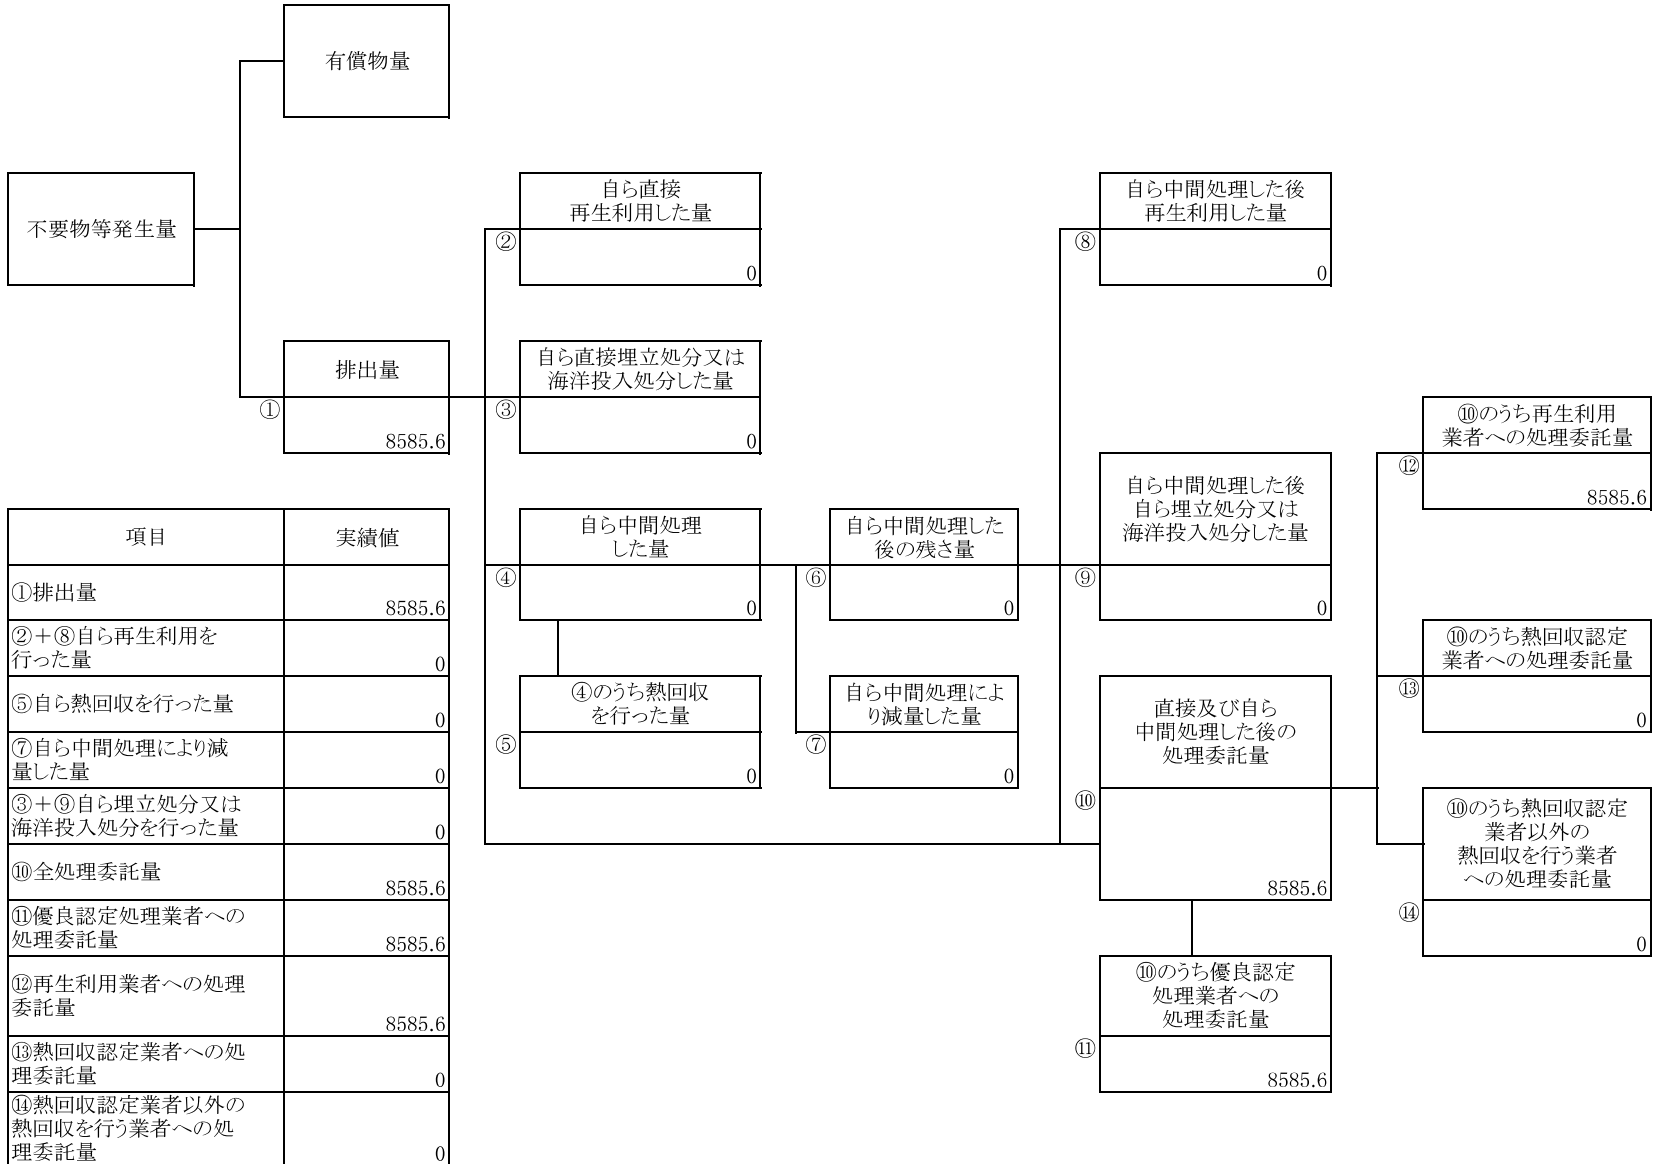 有償物量
不要物等発生量
自ら直接
再生利用した量
②
0
自ら中間処理した後
再生利用した量
⑧
0
排出量
①
8585.6
自ら直接埋立処分又は
海洋投入処分した量
③
0
⑩のうち再生利用
業者への処理委託量
⑫
8585.6
自ら中間処理
した量
④
0
自ら中間処理した
後の残さ量
⑥
0
自ら中間処理した後
自ら埋立処分又は
海洋投入処分した量
⑨
0
⑩のうち熱回収認定
業者への処理委託量
⑬
0
④のうち熱回収
を行った量
⑤
0
自ら中間処理によ
り減量した量
⑦
0
直接及び自ら
中間処理した後の
処理委託量
⑩
8585.6
⑩のうち熱回収認定
業者以外の
熱回収を行う業者
への処理委託量
⑭
0
⑩のうち優良認定
処理業者への
処理委託量
⑪
8585.6
項目
実績値
①排出量
8585.6
②+⑧自ら再生利用を
行った量
0
⑤自ら熱回収を行った量
0
⑦自ら中間処理により減
量した量
0
③+⑨自ら埋立処分又は
海洋投入処分を行った量
0
⑩全処理委託量
8585.6
⑪優良認定処理業者への
処理委託量
8585.6
⑫再生利用業者への処理
委託量
8585.6
⑬熱回収認定業者への処
理委託量
0
⑭熱回収認定業者以外の
熱回収を行う業者への処
理委託量
0